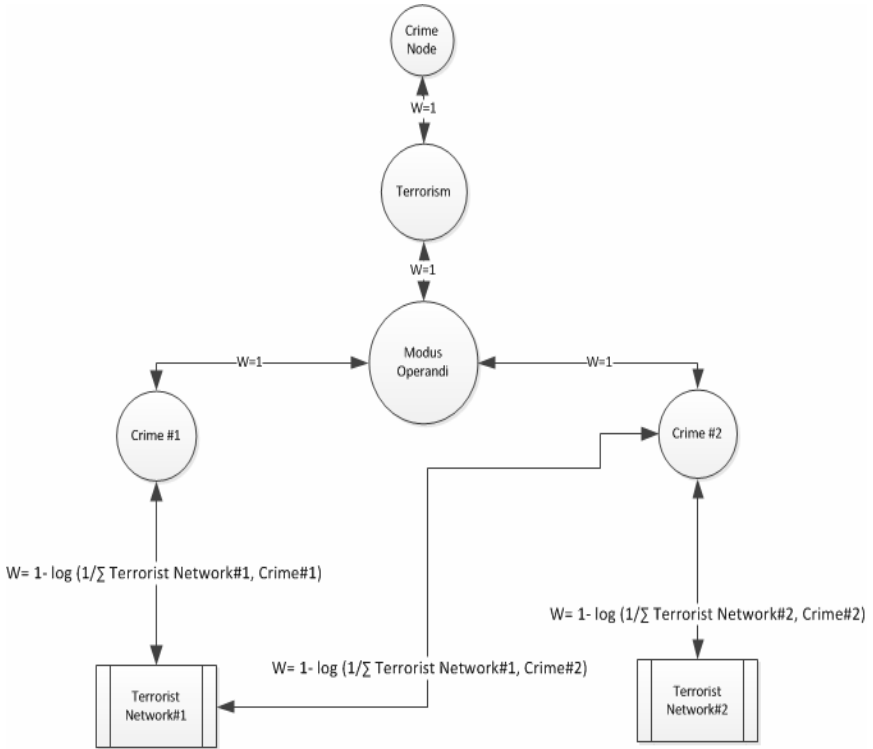 Crime
Node
W=1
Terrorism
W=1
Modus
Operandi
W=1
W=1
Crime #1
Crime #2
W= 1- log (1/∑ Terrorist Network#1, Crime#1)
W= 1- log (1/∑ Terrorist Network#2, Crime#2)
W= 1- log (1/∑ Terrorist Network#1, Crime#2)
Terrorist
Network#1
Terrorist
Network#2